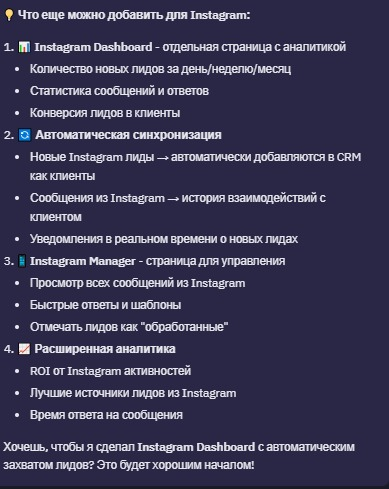 💡 Что еще можно добавить для Instagram:
1. 📊 Instagram Dashboard - отдельная страница с аналитикой
• Количество новых лидов за день/неделю/месяц
• Статистика сообщений и ответов
• Конверсия лидов в клиенты
2. 🔄 Автоматическая синхронизация
• Новые Instagram лиды → автоматически добавляются в CRM
как клиенты
• Сообщения из Instagram → история взаимодействий с
клиентом
• Уведомления в реальном времени о новых лидах
3. 📱 Instagram Manager - страница для управления
• Просмотр всех сообщений из Instagram
• Быстрые ответы и шаблоны
• Отмечать лидов как "обработанные"
4. 📈 Расширенная аналитика
• ROI от Instagram активностей
• Лучшие источники лидов из Instagram
• Время ответа на сообщения
Хочешь, чтобы я сделал Instagram Dashboard с автоматическим
захватом лидов? Это будет хорошим началом!